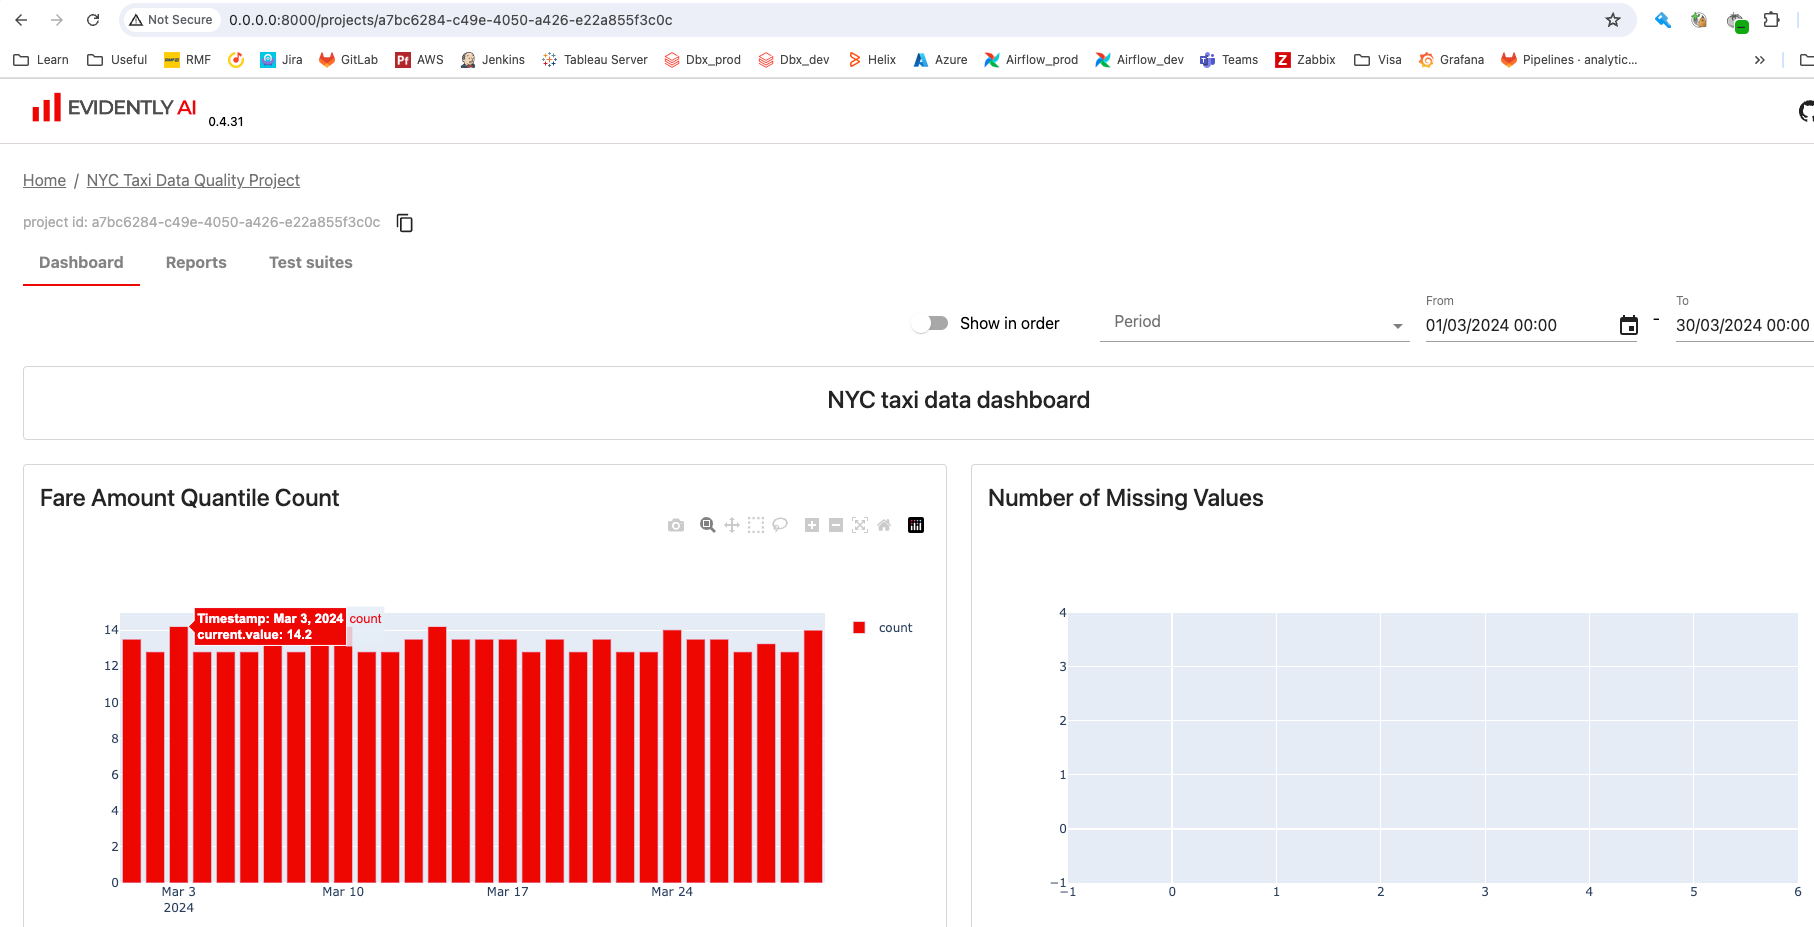 Not Secure 0.0.0.0:8000/projects/a7bc6284-c49e-4050-a426-e22a855f3c0c
Learn Useful RMF Jira GitLab AWS Jenkins Tableau Server Dbx_prod Dbx_dev Helix Azure Airflow_prod Airflow_dev Teams Zabbix Visa Grafana Pipelines · analytic... »
EVIDENTLY AI 0.4.31
Home / NYC Taxi Data Quality Project
project id: a7bc6284-c49e-4050-a426-e22a855f3c0c
Dashboard Reports Test suites
Show in order
Period
From
01/03/2024 00:00
-
To
30/03/2024 00:00
NYC taxi data dashboard
Fare Amount Quantile Count
14
12
10
8
6
4
2
0
Timestamp: Mar 3, 2024 count
current.value: 14.2
count
Mar 3 Mar 10 Mar 17 Mar 24
2024
Number of Missing Values
4
3
2
1
0
−1
−1 0 1 2 3 4 5 6